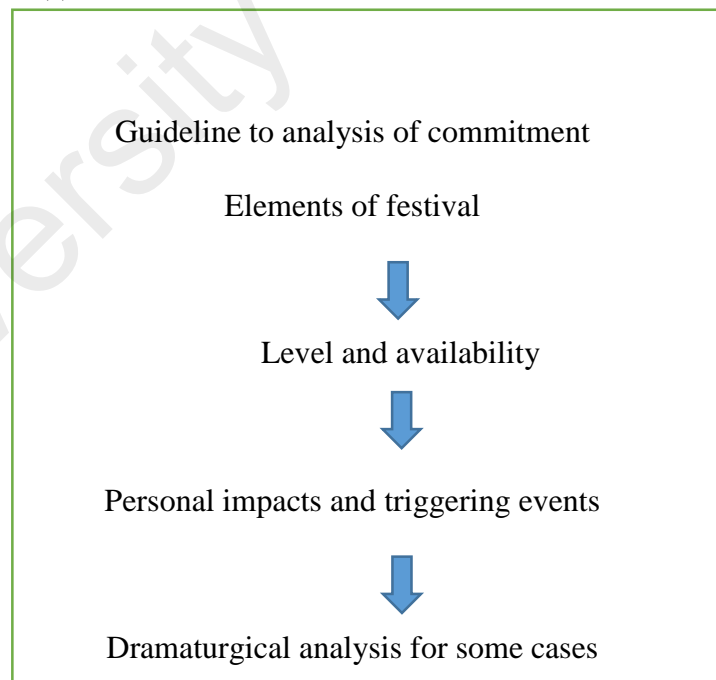 Guideline to analysis of commitment
Elements of festival
Level and availability
Personal impacts and triggering events
Dramaturgical analysis for some cases